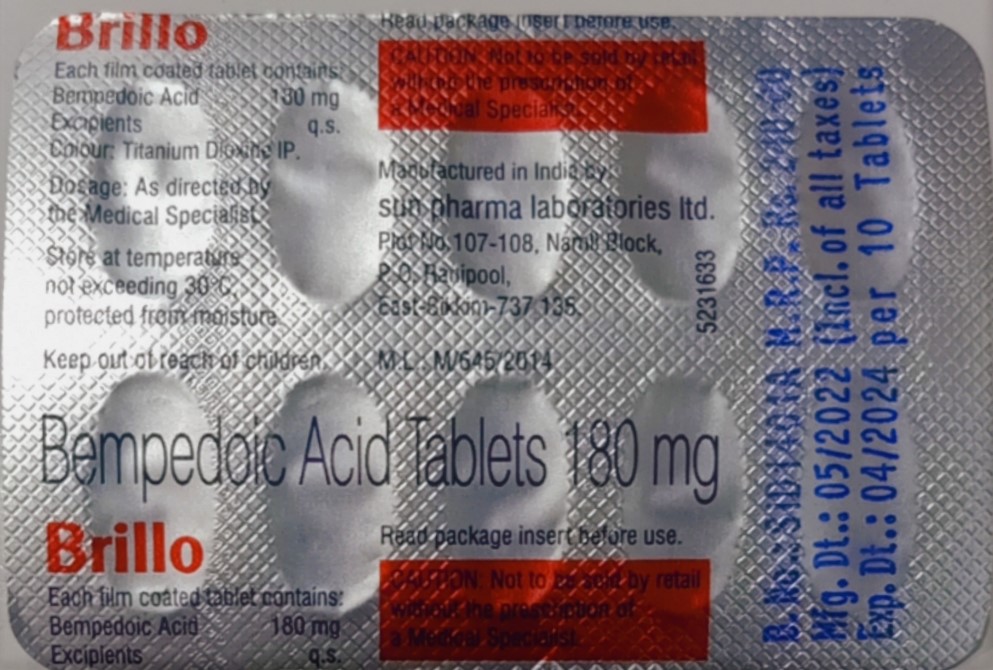 Brillo
Each film coated tablet contains:
Bempedoic Acid 180 mg
Excipients q.s.
Colour: Titanium Dioxide IP.
Dosage: As directed by
the Medical Specialist.
Store at temperature
not exceeding 30°C,
protected from moisture.
Keep out of reach of children.
Read package insert before use.
CAUTION: Not to be sold by retail
without the prescription of
a Medical Specialist.
Manufactured in India by:
sun pharma laboratories ltd.
Plot No.107-108, Namli Block,
P.O. Ranipool,
East-Sikkim-737 135.
M.L.: M/645/2014
5231633
Bempedoic Acid Tablets 180 mg
Brillo
Each film coated tablet contains:
Bempedoic Acid 180 mg
Excipients q.s.
Read package insert before use.
CAUTION: Not to be sold by retail
without the prescription of
a Medical Specialist.
B.No.: M.R.P. Rs.
Mfg. Dt.: 05/2022 (Incl. of all taxes)
Exp. Dt.: 04/2024 per 10 Tablets